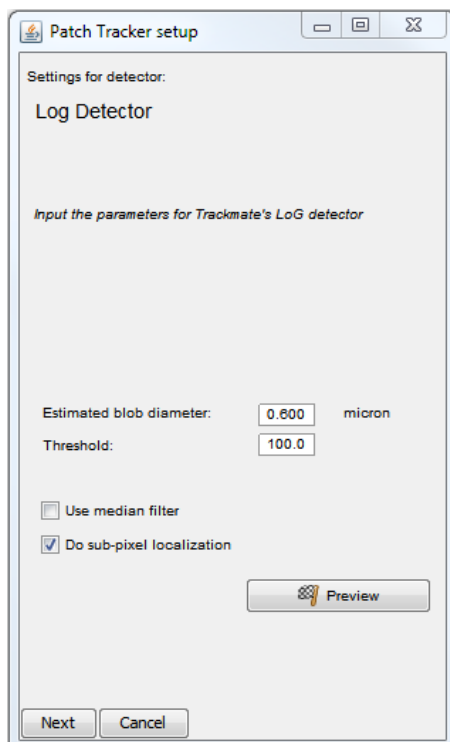 Patch Tracker setup
Settings for detector:
Log Detector
Input the parameters for Trackmate's LoG detector
Estimated blob diameter: 0.600 micron
Threshold: 100.0
Use median filter
Do sub-pixel localization
Preview
Next Cancel